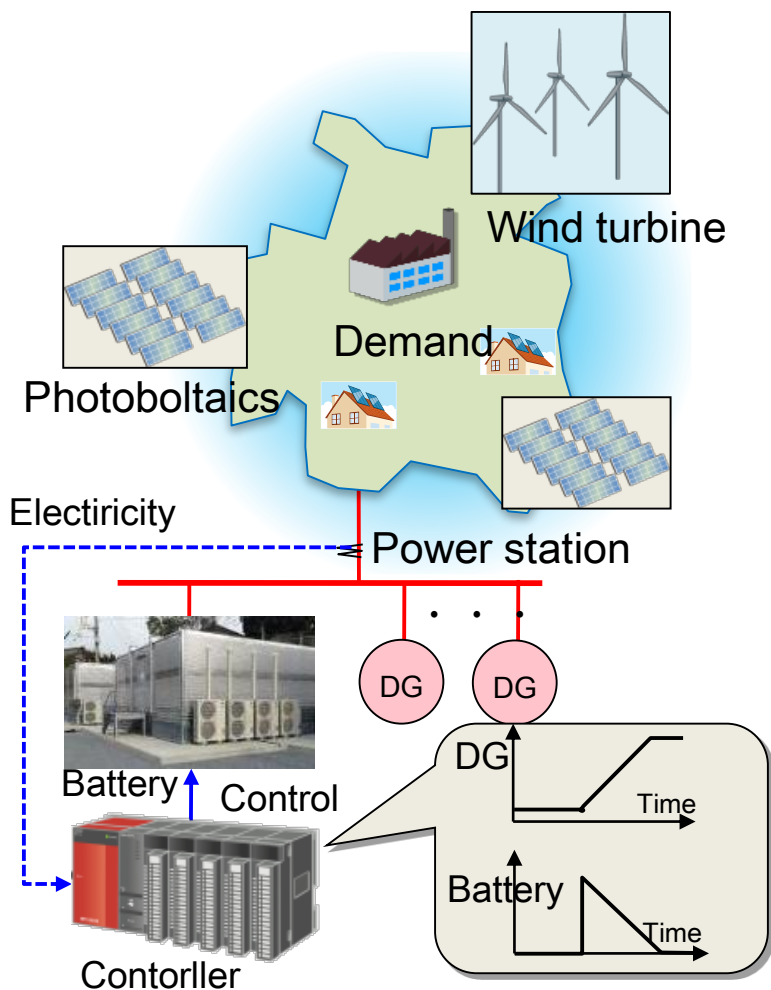 Wind turbine
Demand
Photoboltaics
Electiricity
Power station
. . .
DG
DG
DG
Time
Battery
Control
Battery
Time
Contorller